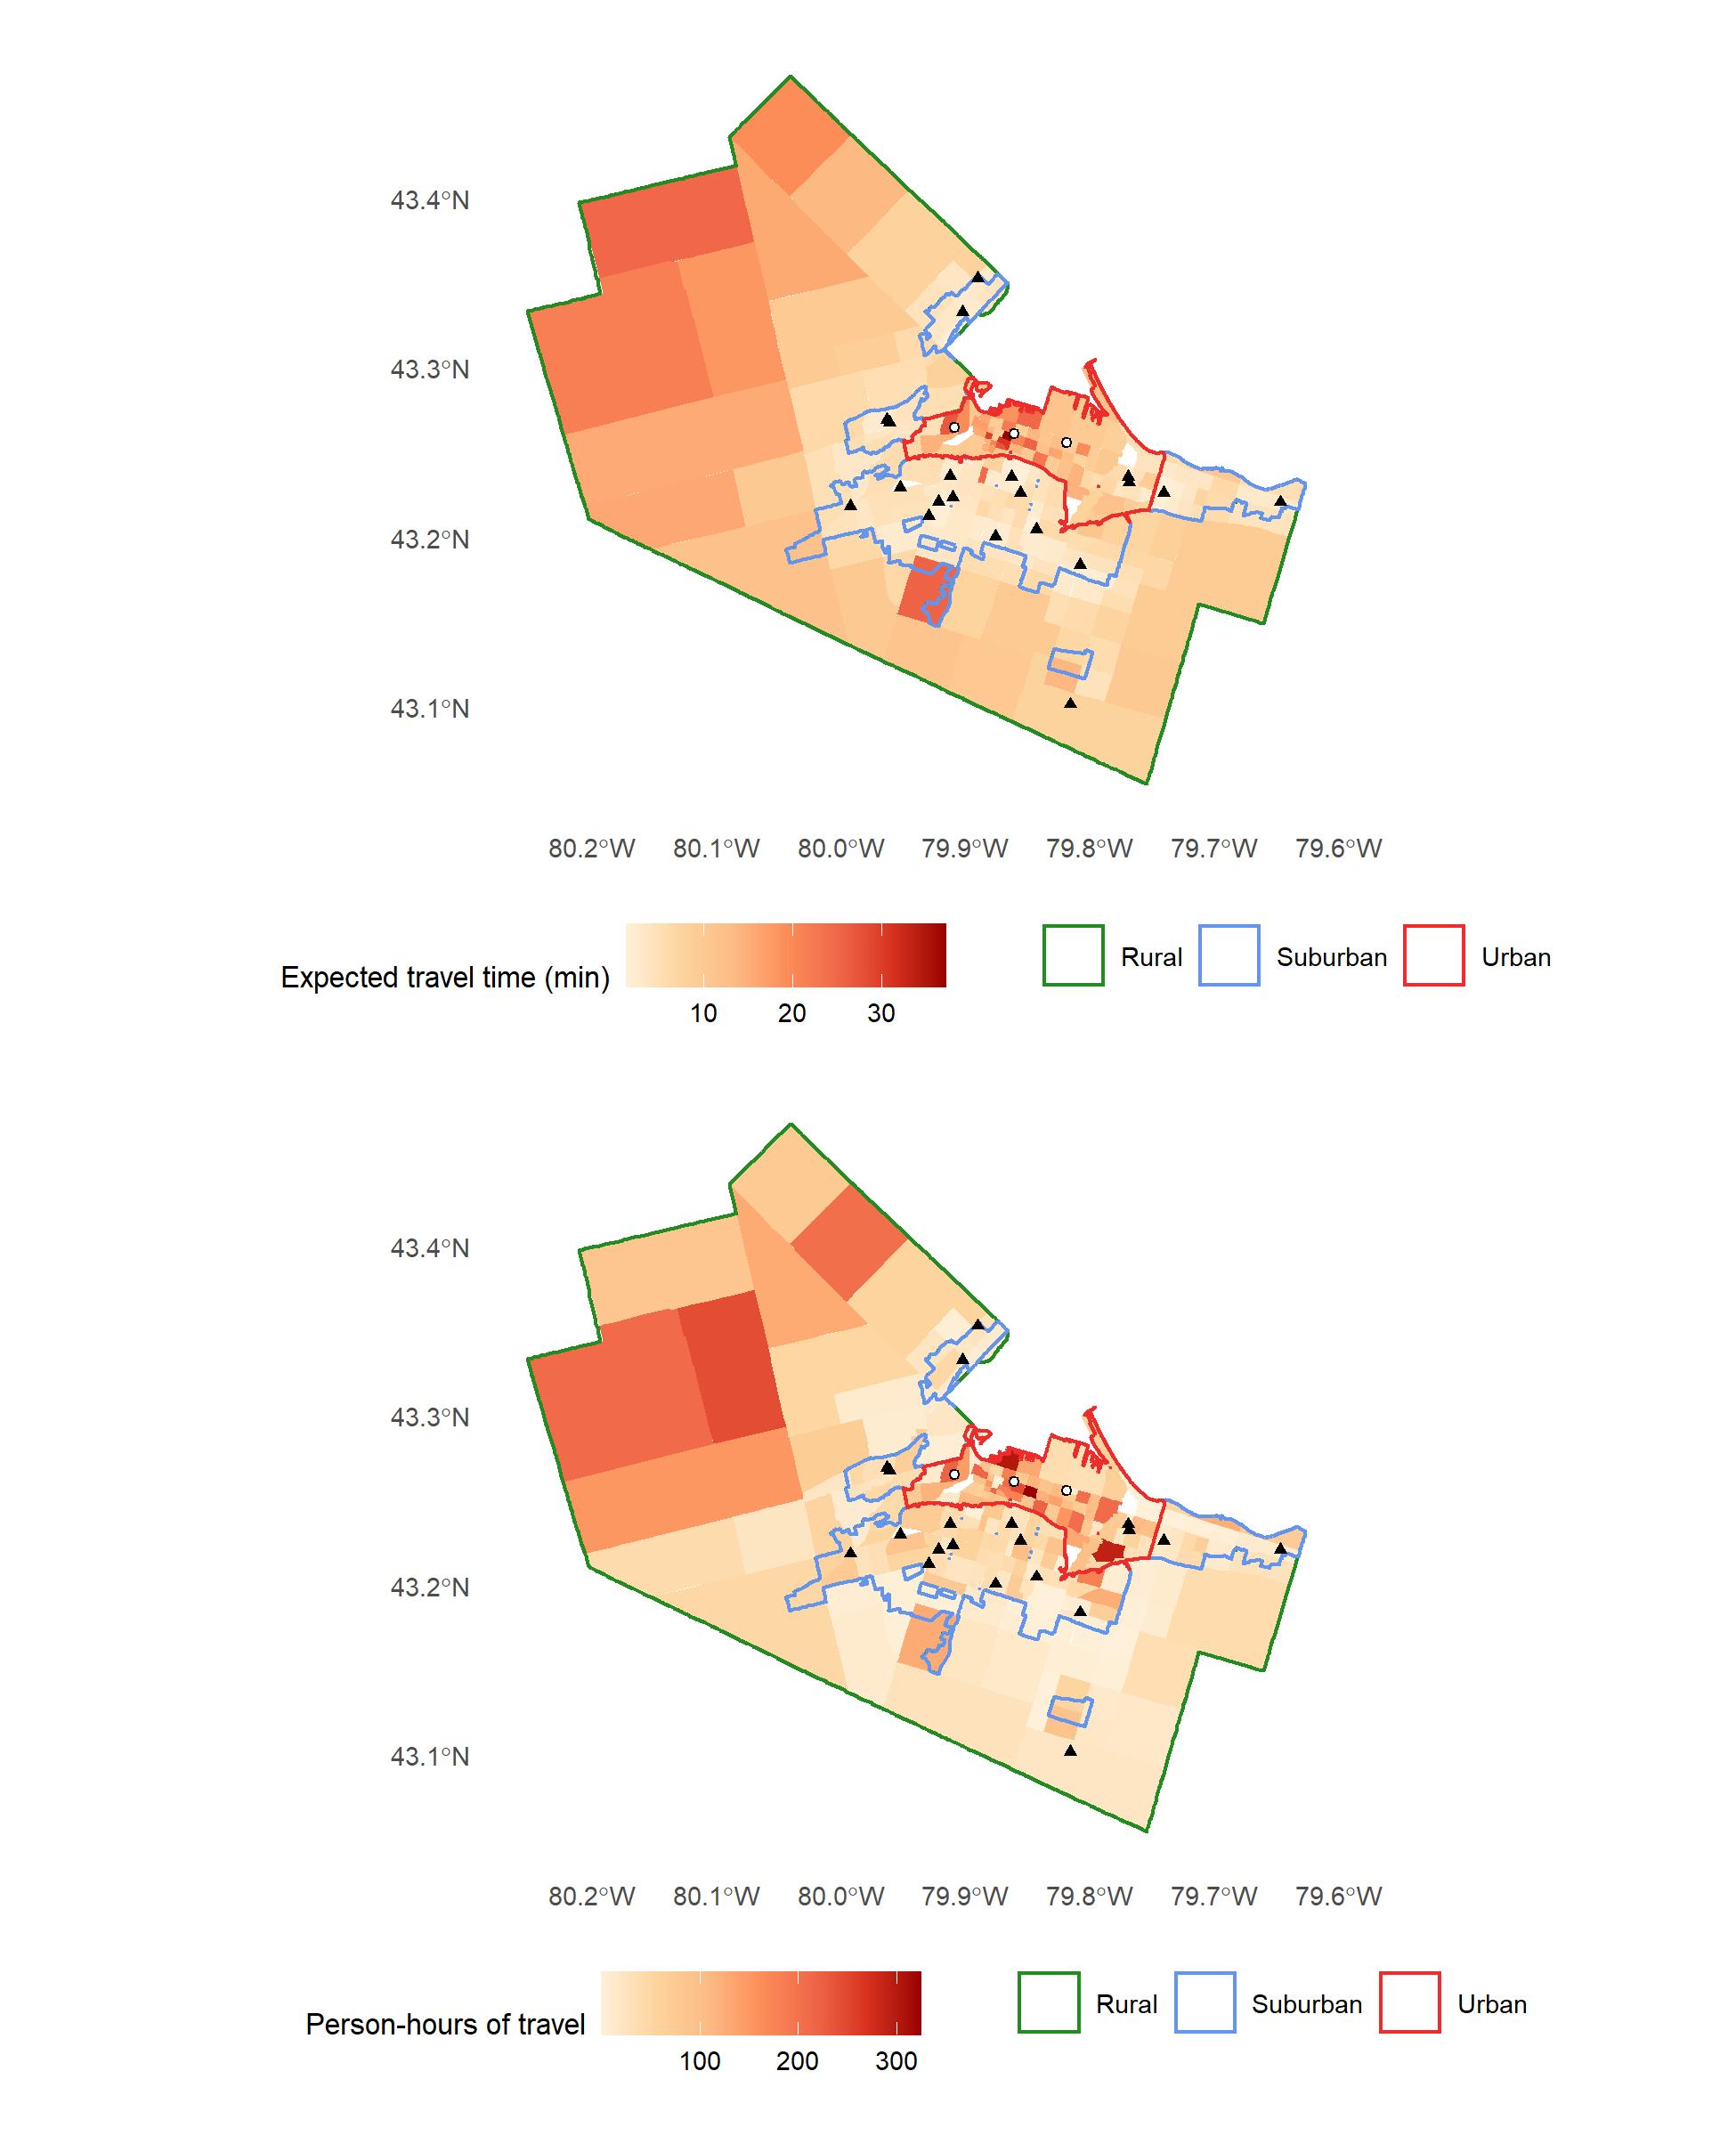 43.4°N
43.3°N
43.2°N
43.1°N
80.2°W 80.1°W 80.0°W 79.9°W 79.8°W 79.7°W 79.6°W
Expected travel time (min)
10 20 30
Rural Suburban Urban
43.4°N
43.3°N
43.2°N
43.1°N
80.2°W 80.1°W 80.0°W 79.9°W 79.8°W 79.7°W 79.6°W
Person-hours of travel
100 200 300
Rural Suburban Urban